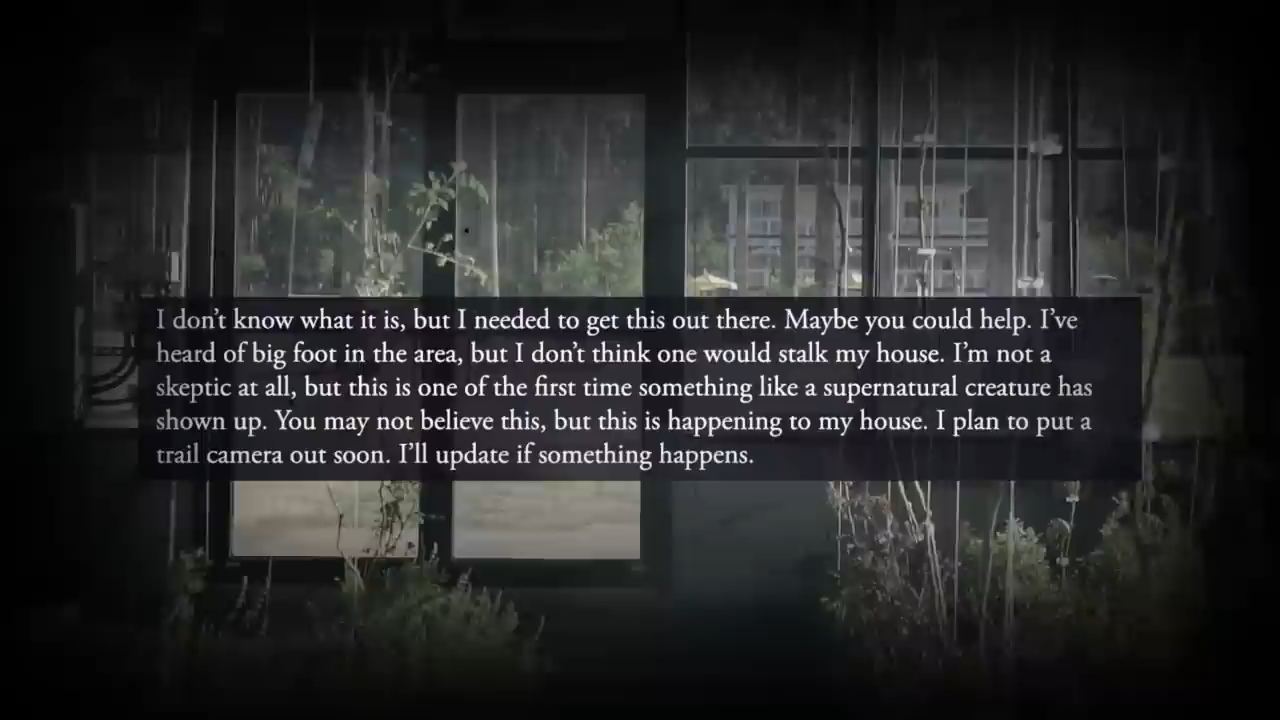 I don’t know what it is, but I needed to get this out there. Maybe you could help. I’ve
heard of big foot in the area, but I don’t think one would stalk my house. I’m not a
skeptic at all, but this is one of the first time something like a supernatural creature has
shown up. You may not believe this, but this is happening to my house. I plan to put a
trail camera out soon. I’ll update if something happens.